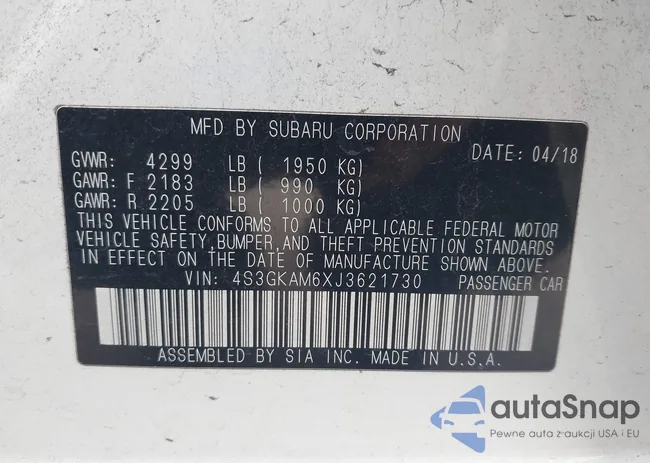 MFD BY SUBARU CORPORATION
DATE: 04/18
GVWR: 4299 LB ( 1950 KG)
GAWR: F 2183 LB ( 990 KG)
GAWR: R 2205 LB ( 1000 KG)
THIS VEHICLE CONFORMS TO ALL APPLICABLE FEDERAL MOTOR
VEHICLE SAFETY,BUMPER,AND THEFT PREVENTION STANDARDS
IN EFFECT ON THE DATE OF MANUFACTURE SHOWN ABOVE.
VIN: 4S3GKAM6XJ3621730 PASSENGER CAR
ASSEMBLED BY SIA INC. MADE IN U.S.A.
autoSnap
Pewne auta z aukcji USA i EU